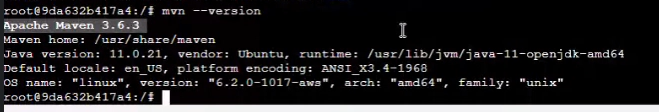 root@9da632b417a4:/# mvn --version
Apache Maven 3.6.3
Maven home: /usr/share/maven
Java version: 11.0.21, vendor: Ubuntu, runtime: /usr/lib/jvm/java-11-openjdk-amd64
Default locale: en_US, platform encoding: ANSI_X3.4-1968
OS name: "linux", version: "6.2.0-1017-aws", arch: "amd64", family: "unix"
root@9da632b417a4:/#